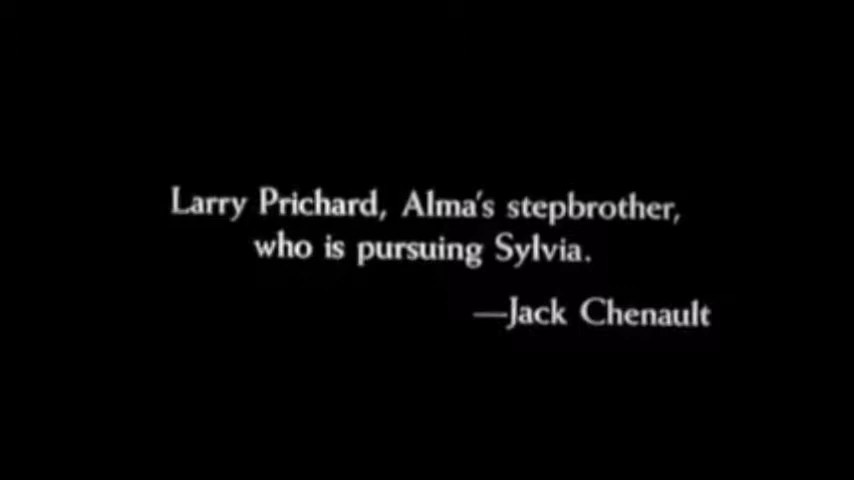 Larry Prichard, Alma's stepbrother,
who is pursuing Sylvia.
—Jack Chenault